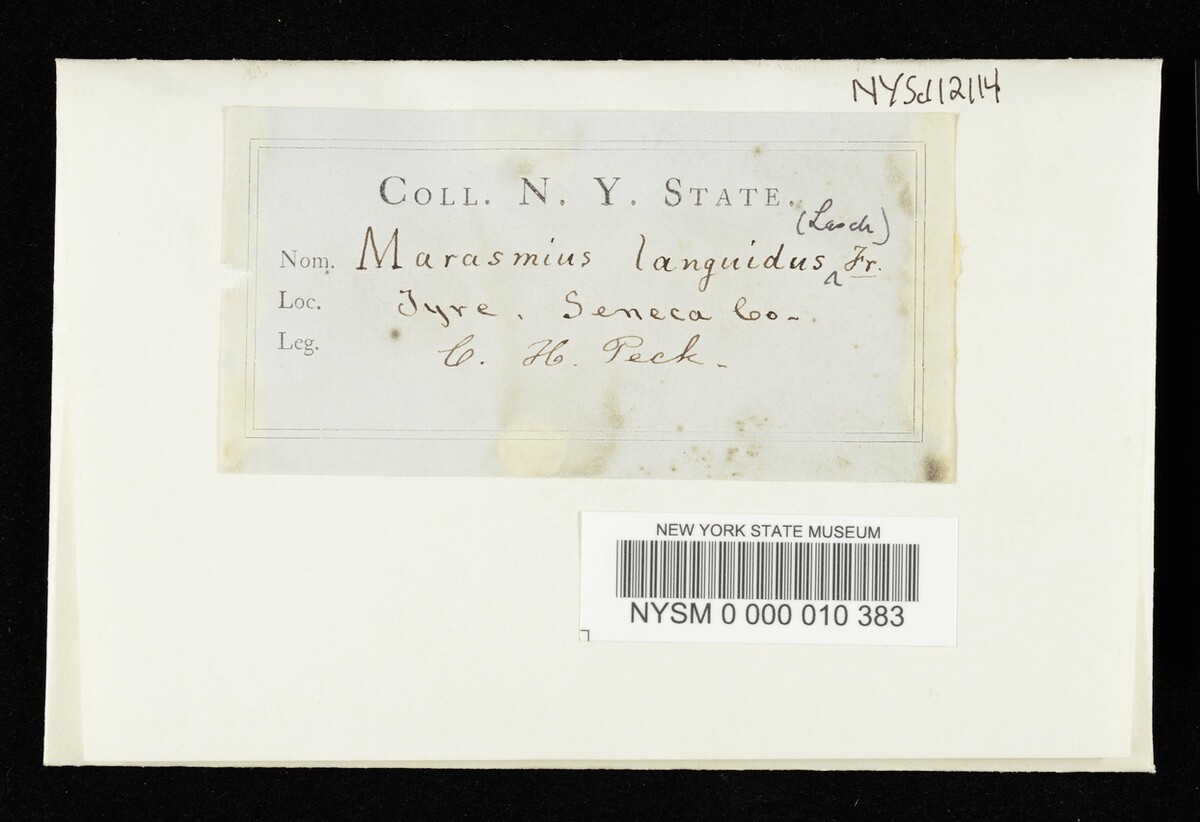 NYSd12114
COLL. N. Y. STATE.
(Lasch)
Nom. Marasmius languidus ^ Fr.
Loc. Tyre. Seneca Co.
Leg. C. H. Peck.
NEW YORK STATE MUSEUM
NYSM 0 000 010 383